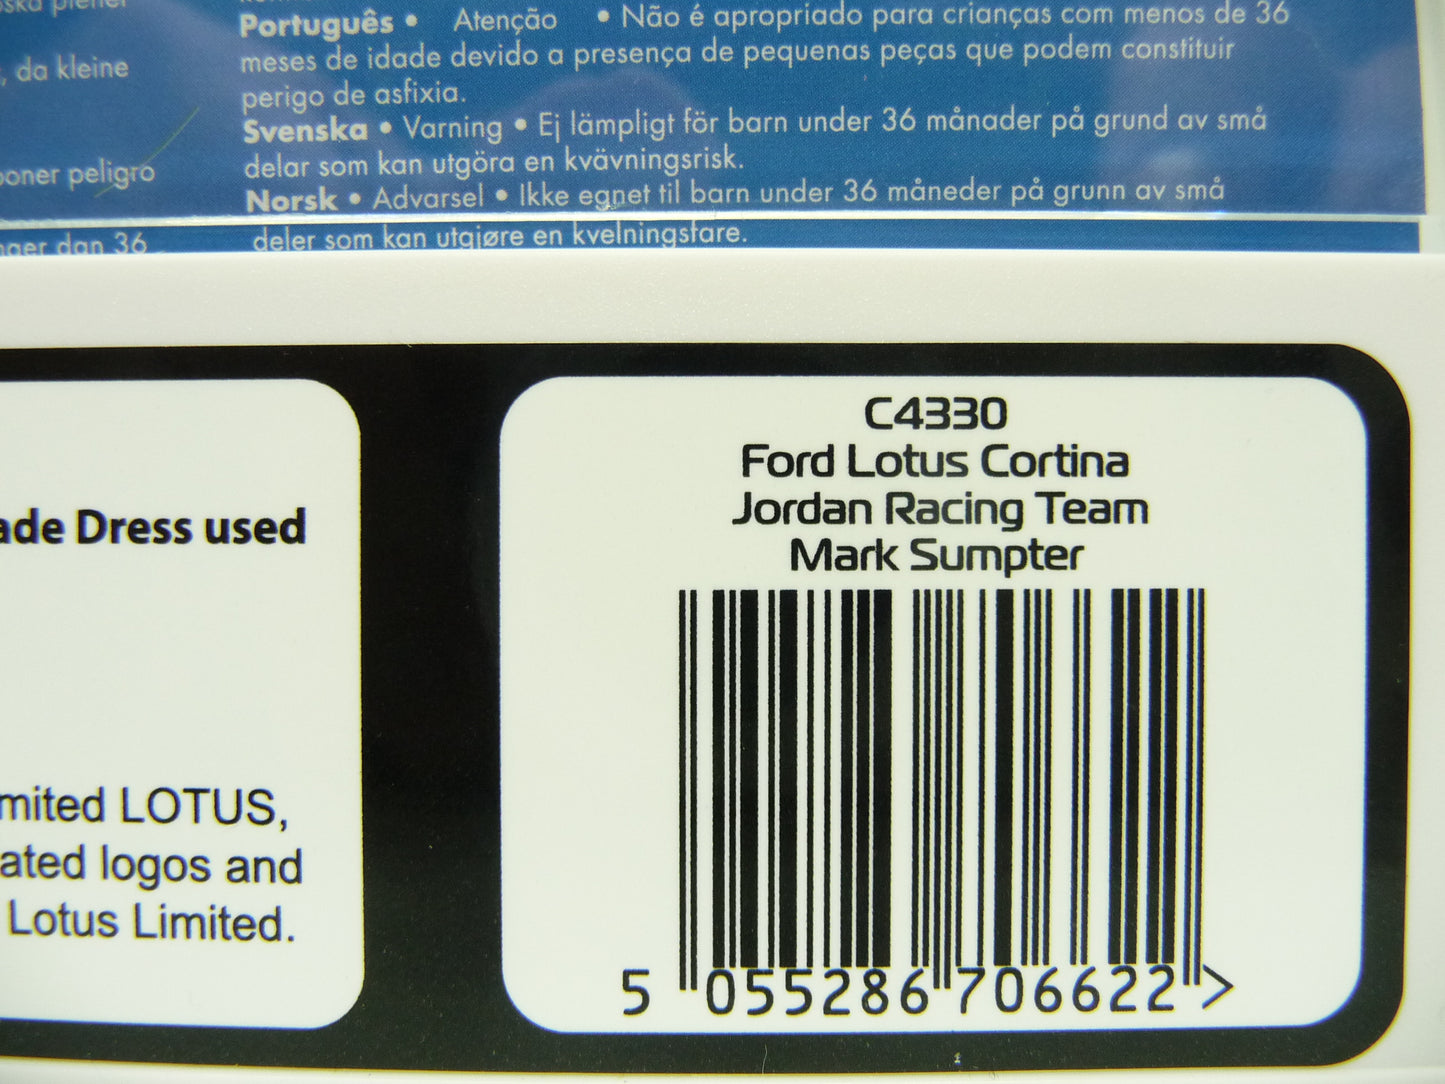 Português • Atenção • Não é apropriado para crianças com menos de 36
meses de idade devido a presença de pequenas peças que podem constituir
perigo de asfixia.
Svenska • Varning • Ej lämpligt för barn under 36 månader på grund av små
delar som kan utgöra en kvävningsrisk.
Norsk • Advarsel • Ikke egnet til barn under 36 måneder på grunn av små
deler som kan utgjøre en kvelningsfare.
, da kleine
oner peligro
ger dan 36
ade Dress used
mited LOTUS,
ated logos and
Lotus Limited.
C4330
Ford Lotus Cortina
Jordan Racing Team
Mark Sumpter
5 055286 706622 >